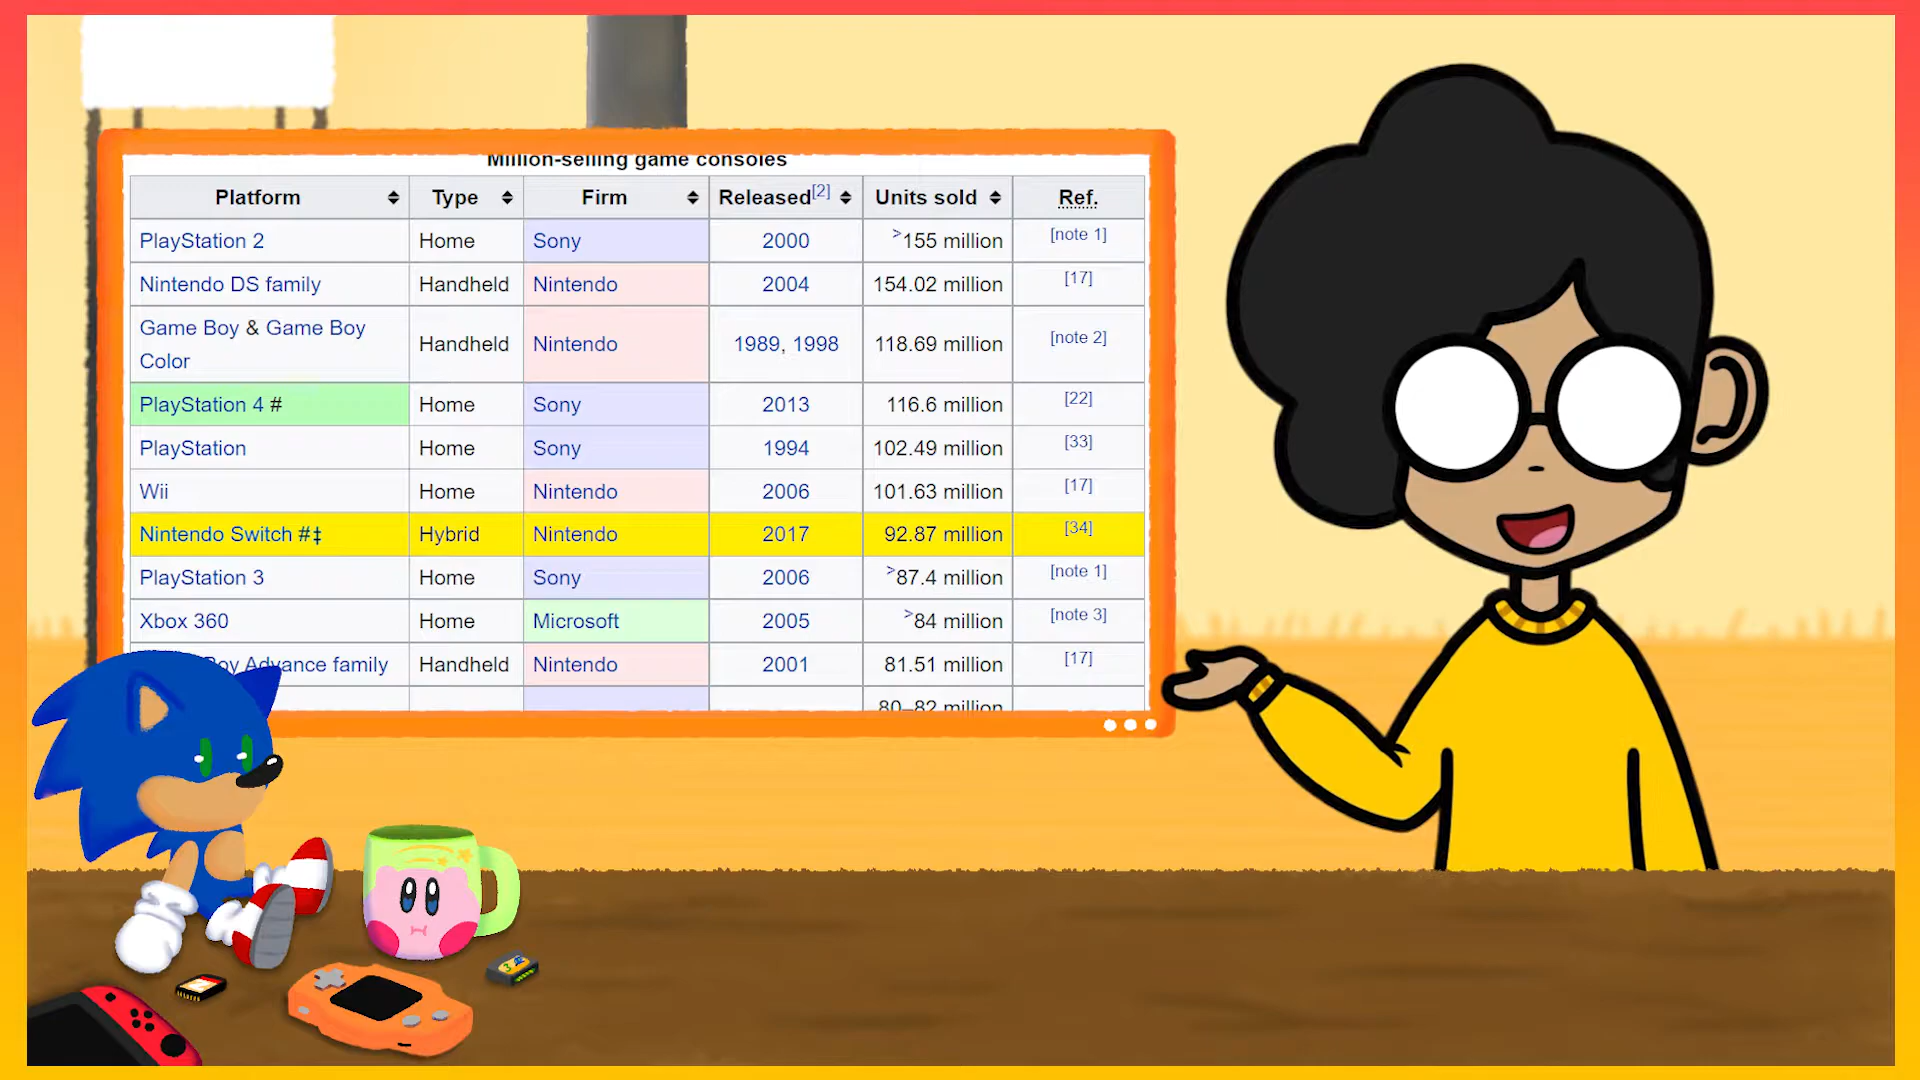 Million-selling game consoles
Platform Type Firm Released[2] Units sold Ref.
PlayStation 2 Home Sony 2000 >155 million [note 1]
Nintendo DS family Handheld Nintendo 2004 154.02 million [17]
Game Boy & Game Boy
Color Handheld Nintendo 1989, 1998 118.69 million [note 2]
PlayStation 4 # Home Sony 2013 116.6 million [22]
PlayStation Home Sony 1994 102.49 million [33]
Wii Home Nintendo 2006 101.63 million [17]
Nintendo Switch #‡ Hybrid Nintendo 2017 92.87 million [34]
PlayStation 3 Home Sony 2006 >87.4 million [note 1]
Xbox 360 Home Microsoft 2005 >84 million [note 3]
oy Advance family Handheld Nintendo 2001 81.51 million [17]
80–82 million